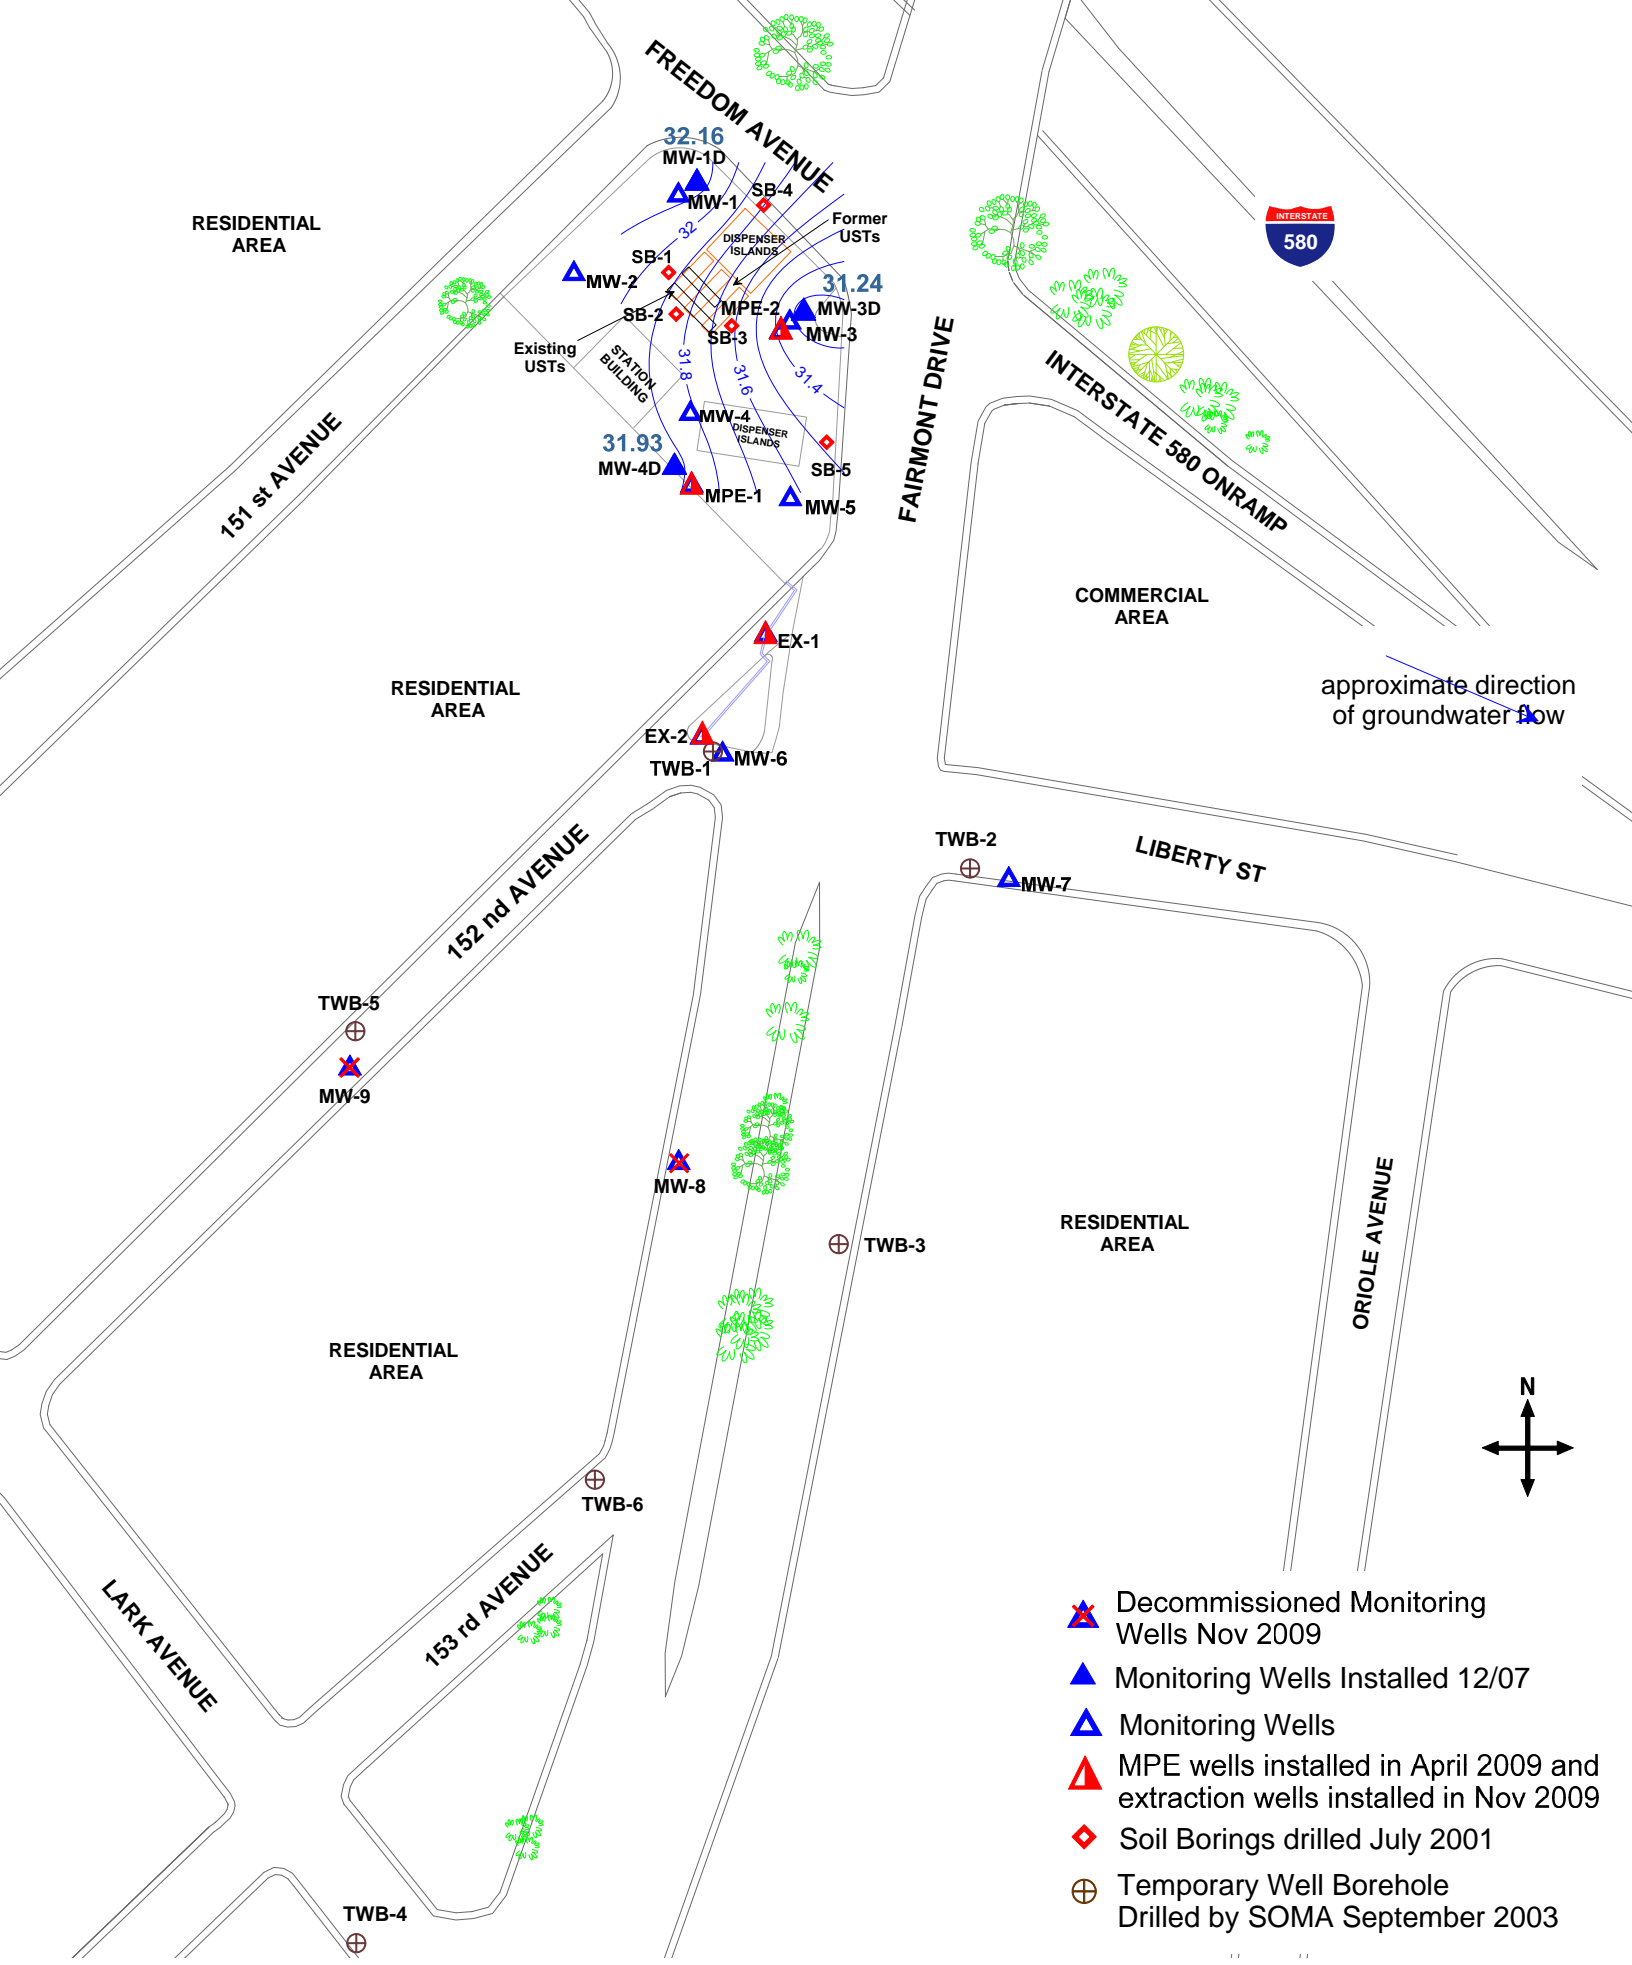 FREEDOM AVENUE
32.16
MW-1D
MW-1
SB-4
RESIDENTIAL
AREA
Former
USTs
32
DISPENSER
ISLANDS
INTERSTATE
580
SB-1
MW-2
31.24
MPE-2
MW-3D
SB-2
SB-3
MW-3
Existing
USTs
STATION
BUILDING
31.8
31.6
31.4
FAIRMONT DRIVE
INTERSTATE 580 ONRAMP
MW-4
DISPENSER
ISLANDS
31.93
MW-4D
SB-5
MPE-1
MW-5
151 st AVENUE
COMMERCIAL
AREA
EX-1
RESIDENTIAL
AREA
approximate direction
of groundwater flow
EX-2
TWB-1
MW-6
TWB-2
LIBERTY ST
MW-7
152 nd AVENUE
TWB-5
MW-9
MW-8
RESIDENTIAL
AREA
TWB-3
ORIOLE AVENUE
RESIDENTIAL
AREA
N
TWB-6
153 rd AVENUE
LARK AVENUE
TWB-4
Decommissioned Monitoring
Wells Nov 2009
Monitoring Wells Installed 12/07
Monitoring Wells
MPE wells installed in April 2009 and
extraction wells installed in Nov 2009
Soil Borings drilled July 2001
Temporary Well Borehole
Drilled by SOMA September 2003